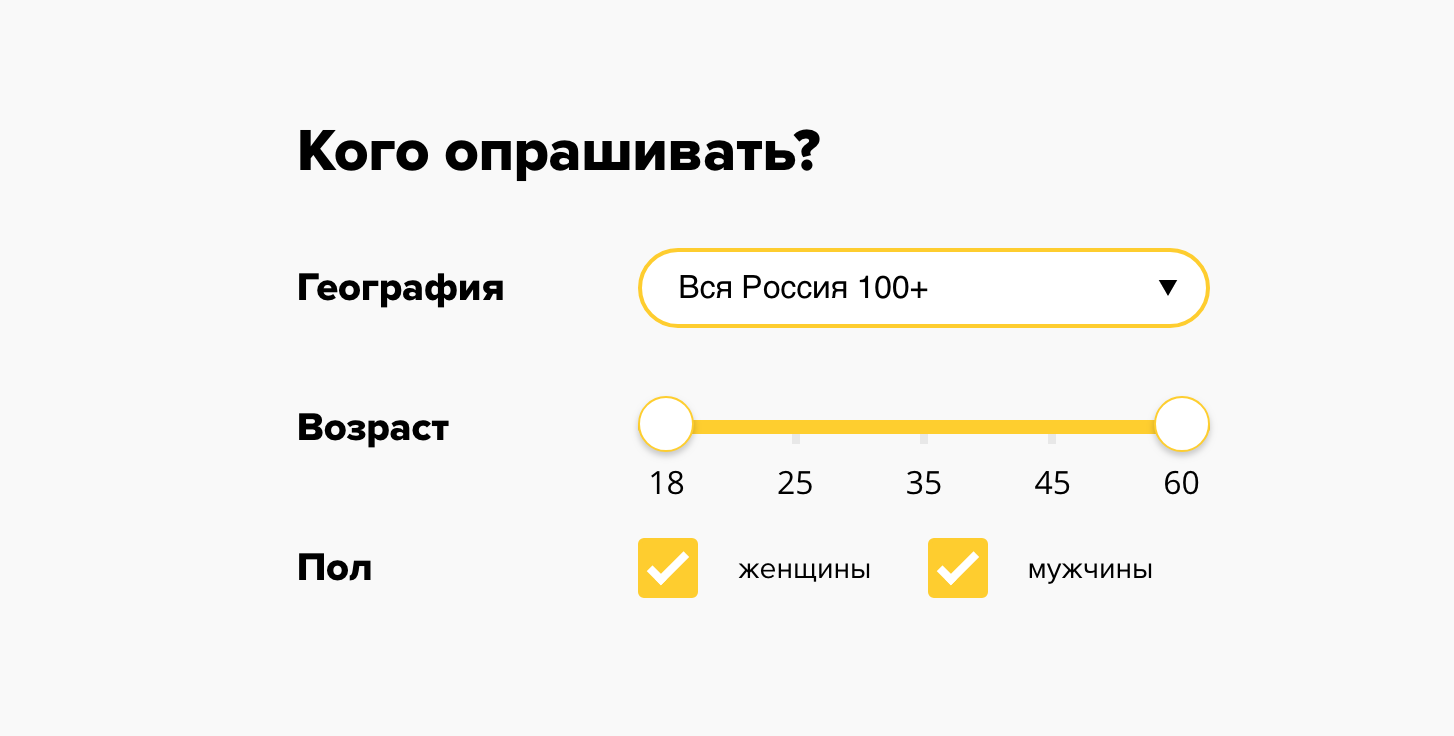 Кого опрашивать?
География
Вся Россия 100+
Возраст
18 25 35 45 60
Пол
женщины
мужчины